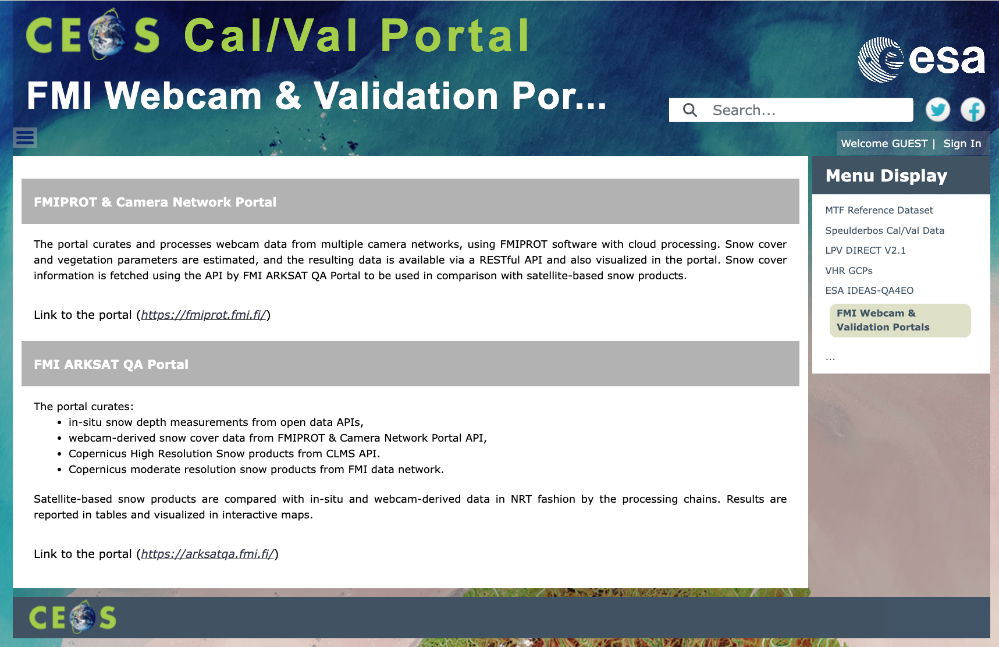 CEOS Cal/Val Portal
esa
FMI Webcam & Validation Por...
Search...
Welcome GUEST | Sign In
FMIPROT & Camera Network Portal
The portal curates and processes webcam data from multiple camera networks, using FMIPROT software with cloud processing. Snow cover
and vegetation parameters are estimated, and the resulting data is available via a RESTful API and also visualized in the portal. Snow cover
information is fetched using the API by FMI ARKSAT QA Portal to be used in comparison with satellite-based snow products.
Link to the portal (https://fmiprot.fmi.fi/)
FMI ARKSAT QA Portal
The portal curates:
• in-situ snow depth measurements from open data APIs,
• webcam-derived snow cover data from FMIPROT & Camera Network Portal API,
• Copernicus High Resolution Snow products from CLMS API.
• Copernicus moderate resolution snow products from FMI data network.
Satellite-based snow products are compared with in-situ and webcam-derived data in NRT fashion by the processing chains. Results are
reported in tables and visualized in interactive maps.
Link to the portal (https://arksatqa.fmi.fi/)
Menu Display
MTF Reference Dataset
Speulderbos Cal/Val Data
LPV DIRECT V2.1
VHR GCPs
ESA IDEAS-QA4EO
FMI Webcam &
Validation Portals
...
CEOS